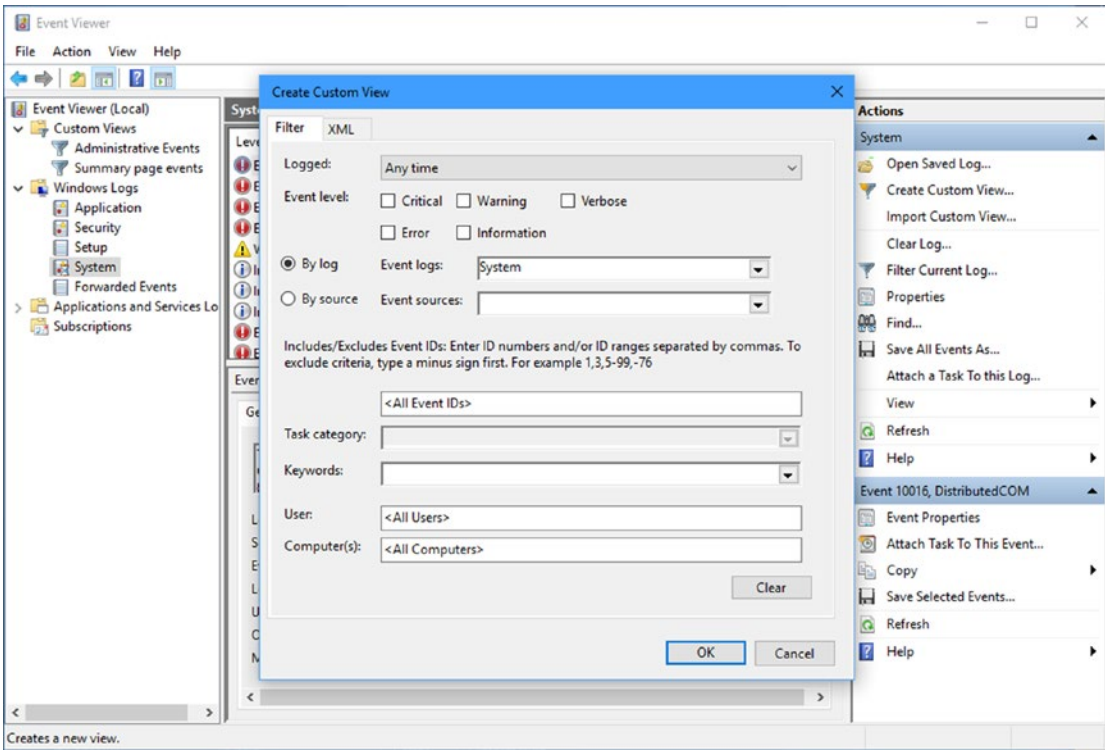 Event Viewer
File Action View Help
Event Viewer (Local)
Custom Views
Administrative Events
Summary page events
Windows Logs
Application
Security
Setup
System
Forwarded Events
Applications and Services Lo
Subscriptions
Syst
Leve
Even
Ge
Create Custom View
Filter XML
Logged: Any time
Event level: Critical Warning Verbose
Error Information
By log Event logs: System
By source Event sources:
Includes/Excludes Event IDs: Enter ID numbers and/or ID ranges separated by commas. To
exclude criteria, type a minus sign first. For example 1,3,5-99,-76
<All Event IDs>
Task category:
Keywords:
User: <All Users>
Computer(s): <All Computers>
Clear
OK Cancel
Actions
System
Open Saved Log...
Create Custom View...
Import Custom View...
Clear Log...
Filter Current Log...
Properties
Find...
Save All Events As...
Attach a Task To this Log...
View
Refresh
Help
Event 10016, DistributedCOM
Event Properties
Attach Task To This Event...
Copy
Save Selected Events...
Refresh
Help
Creates a new view.